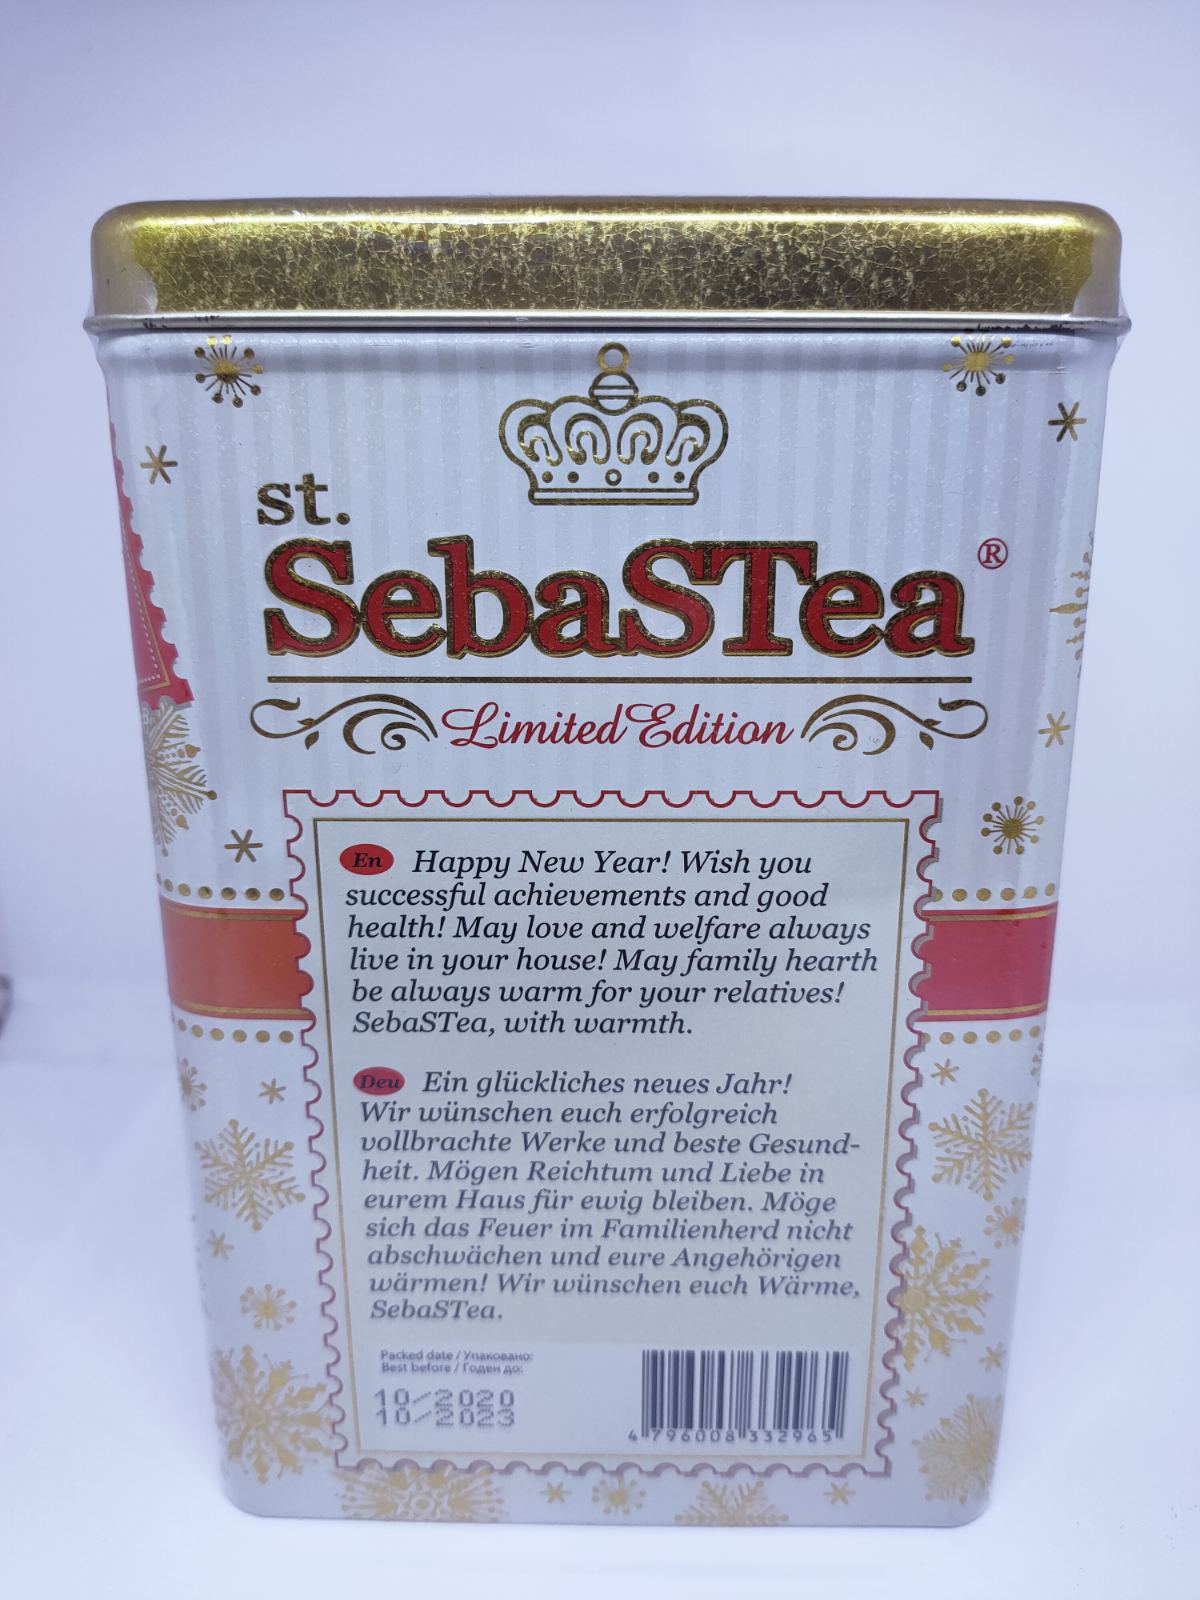 st.
SebaSTea®
Limited Edition
En Happy New Year! Wish you
successful achievements and good
health! May love and welfare always
live in your house! May family hearth
be always warm for your relatives!
SebaSTea, with warmth.
Deu Ein glückliches neues Jahr!
Wir wünschen euch erfolgreich
vollbrachte Werke und beste Gesund-
heit. Mögen Reichtum und Liebe in
eurem Haus für ewig bleiben. Möge
sich das Feuer im Familienherd nicht
abschwächen und eure Angehörigen
wärmen! Wir wünschen euch Wärme,
SebaSTea.
Packed date / Упаковано:
Best before / Годен до:
10/2020
10/2023
4 796008 332965